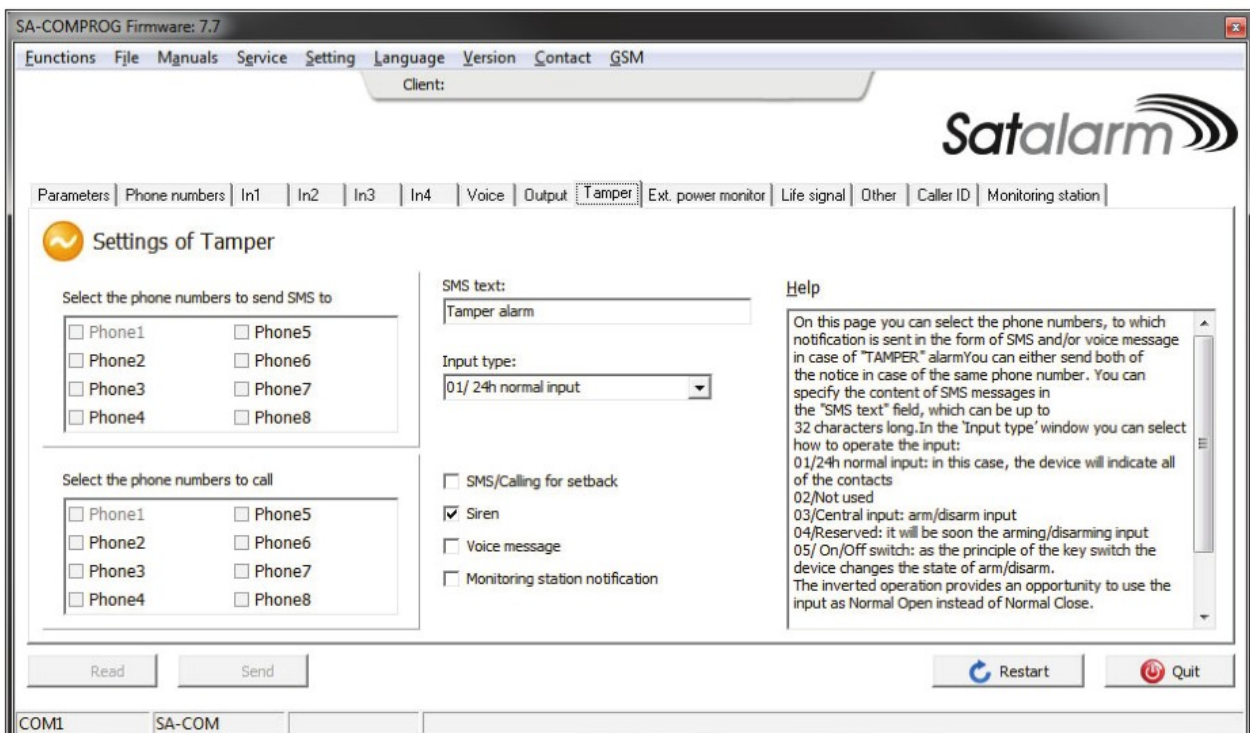 SA-COMPROG Firmware: 7.7
Functions File Manuals Service Setting Language Version Contact GSM
Client:
Satalarm
Parameters Phone numbers In1 In2 In3 In4 Voice Output Tamper Ext. power monitor Life signal Other Caller ID Monitoring station
Settings of Tamper
Select the phone numbers to send SMS to
Phone1 Phone5
Phone2 Phone6
Phone3 Phone7
Phone4 Phone8
Select the phone numbers to call
Phone1 Phone5
Phone2 Phone6
Phone3 Phone7
Phone4 Phone8
SMS text:
Tamper alarm
Input type:
01/ 24h normal input
SMS/Calling for setback
Siren
Voice message
Monitoring station notification
Help
On this page you can select the phone numbers, to which
notification is sent in the form of SMS and/or voice message
in case of "TAMPER" alarmYou can either send both of
the notice in case of the same phone number. You can
specify the content of SMS messages in
the "SMS text" field, which can be up to
32 characters long.In the 'Input type' window you can select
how to operate the input:
01/24h normal input: in this case, the device will indicate all
of the contacts
02/Not used
03/Central input: arm/disarm input
04/Reserved: it will be soon the arming/disarming input
05/ On/Off switch: as the principle of the key switch the
device changes the state of arm/disarm.
The inverted operation provides an opportunity to use the
input as Normal Open instead of Normal Close.
Read Send Restart Quit
COM1 SA-COM